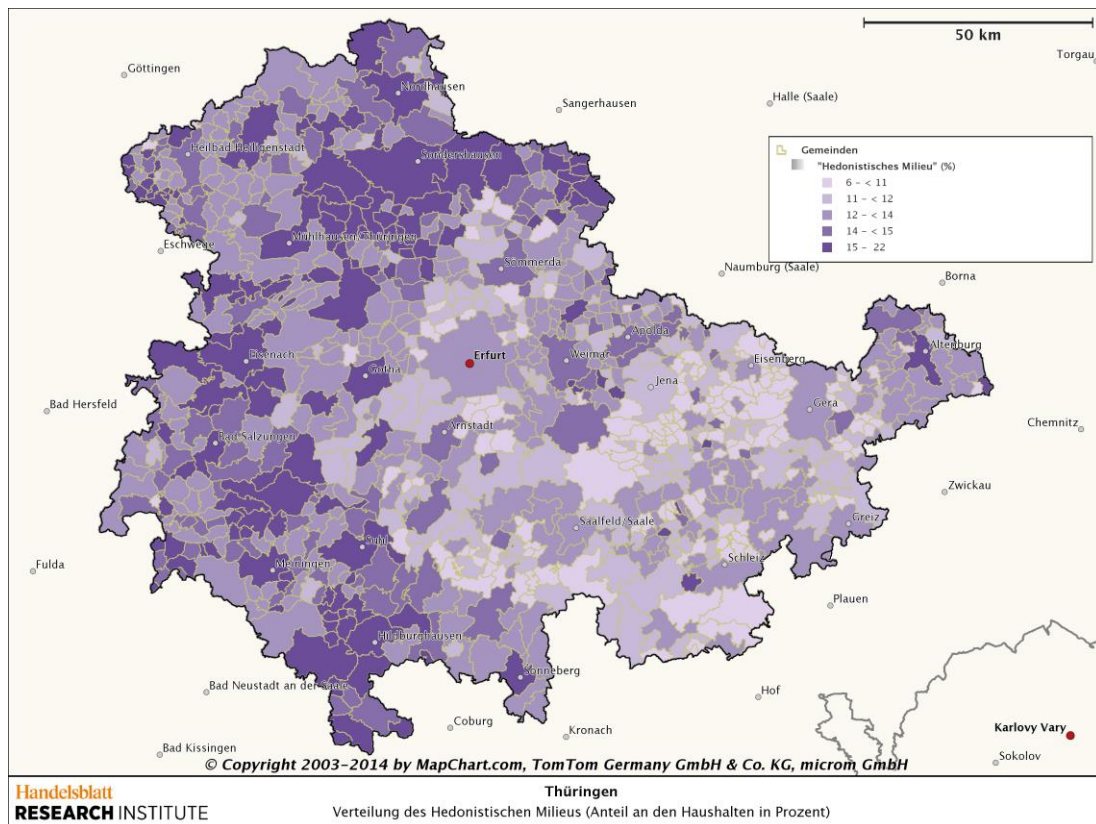 50 km
Torgau
Göttingen
Nordhausen
Halle (Saale)
Sangerhausen
Gemeinden
"Hedonistisches Milieu" (%)
6 - < 11
11 - < 12
12 - < 14
14 - < 15
15 - 22
Heilbad Heiligenstadt
Sondershausen
Mühlhausen/Thüringen
Eschwege
Sömmerda
Naumburg (Saale)
Borna
Apolda
Altenburg
Eisenach
Erfurt
Weimar
Eisenberg
Gotha
Jena
Bad Hersfeld
Gera
Chemnitz
Arnstadt
Bad Salzungen
Zwickau
Saalfeld/Saale
Greiz
Suhl
Schleiz
Fulda
Meiningen
Plauen
Hildburghausen
Sonneberg
Bad Neustadt an der Saale
Hof
Coburg
Kronach
Karlovy Vary
Bad Kissingen
Sokolov
© Copyright 2003-2014 by MapChart.com, TomTom Germany GmbH & Co. KG, microm GmbH
Handelsblatt
RESEARCH INSTITUTE
Thüringen
Verteilung des Hedonistischen Milieus (Anteil an den Haushalten in Prozent)